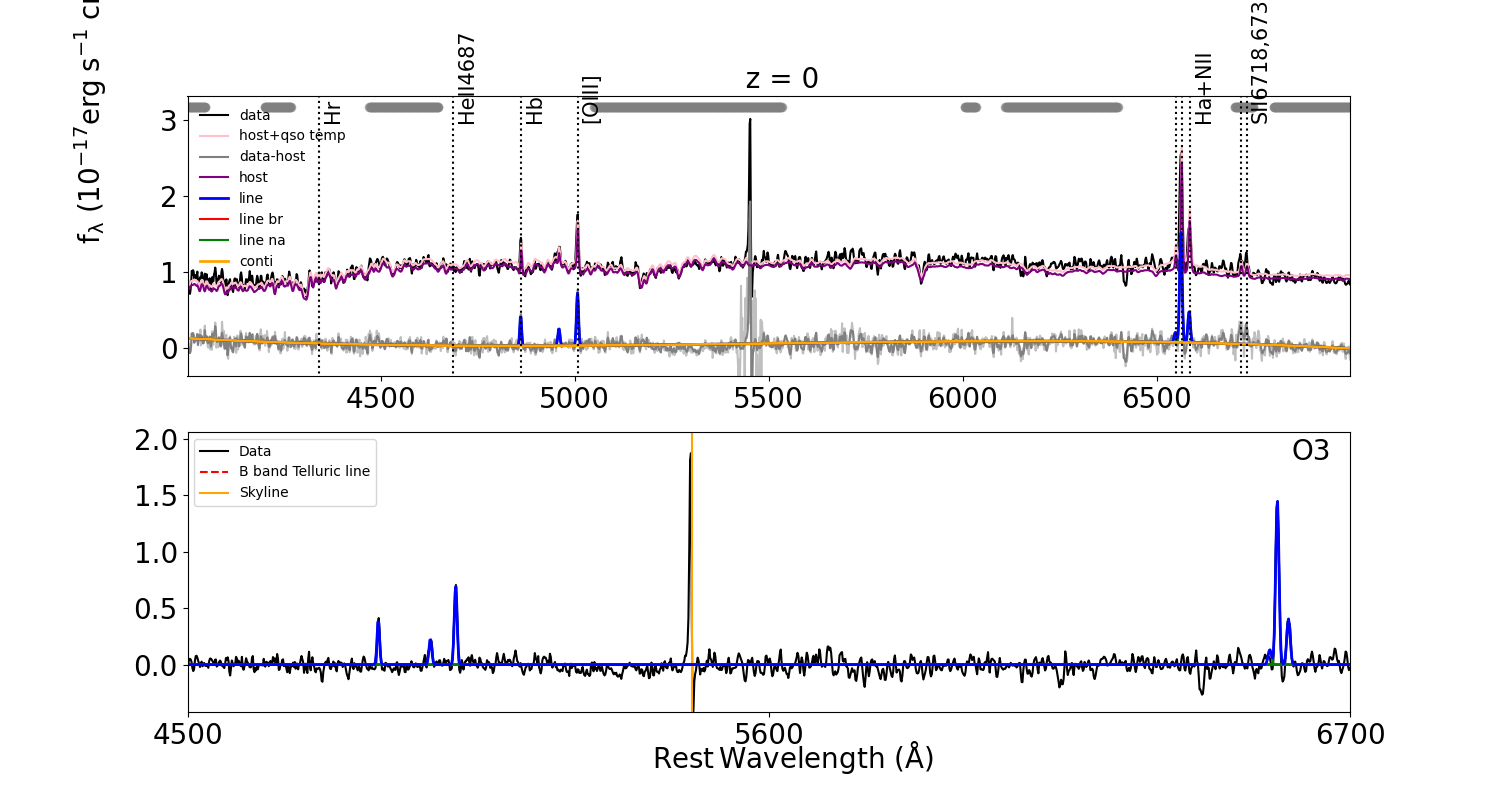 z = 0
f_λ (10^−17 erg s^−1
Hr
HeII4687
Hb
[OIII]
Ha+NII
SII6718,673
data
host+qso temp
data-host
host
line
line br
line na
conti
3
2
1
0
4500 5000 5500 6000 6500
O3
Data
B band Telluric line
Skyline
2.0
1.5
1.0
0.5
0.0
4500 5600 6700
Rest Wavelength (Å)